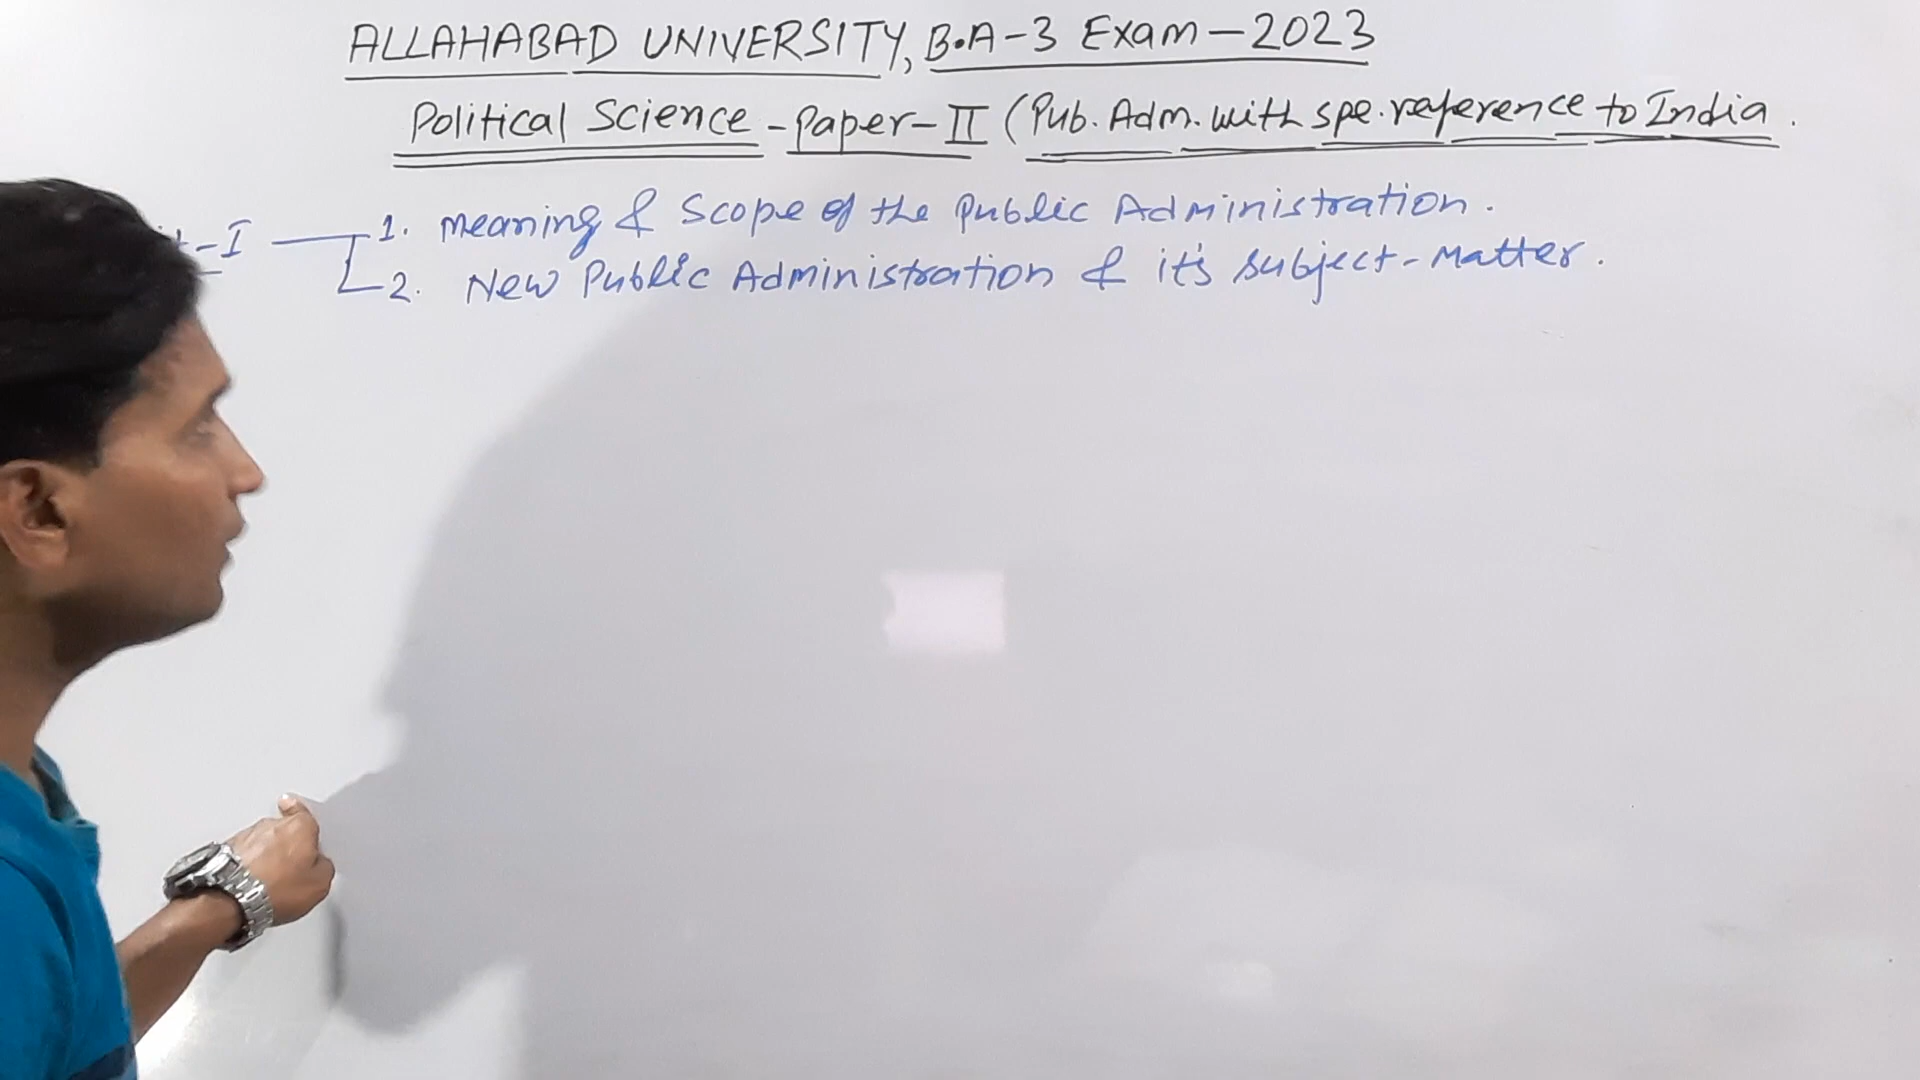 ALLAHABAD UNIVERSITY, B.A-3 Exam-2023
Political Science-Paper-II (Pub. Adm. with spe. reference to India.
-I 1. Meaning & Scope of the Public Administration.
2. New Public Administration & it's subject-Matter.